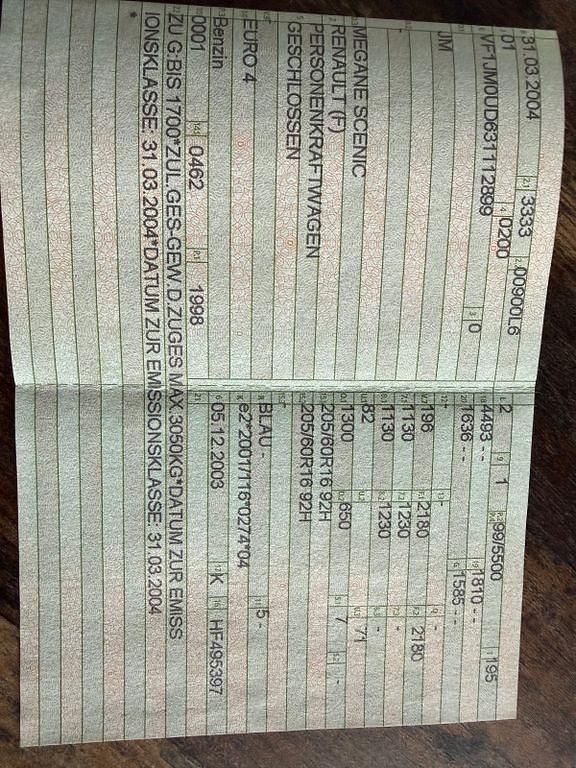 31.03.2004 3333 00900L6
01 0200
VF1JM0UD631112899 0
JM
MEGANE SCENIC
RENAULT (F)
PERSONENKRAFTWAGEN
GESCHLOSSEN
EURO 4
Benzin
0001 0462 1998
2 1 99/5500 195
4493 - - 1810 - -
1636 - - 1585 - -
196 2180 2180
1130 1230 -
1130 1230 -
82 71
1300 650 7 -
205/60R16 92H
205/60R16 92H
BLAU - 5 -
e2*2001/116*0274*04
05.12.2003 K HF495397
ZU G:BIS 1700*ZUL.GES-GEW.D.ZUGES MAX.3050KG*DATUM ZUR EMISS
IONSKLASSE: 31.03.2004*DATUM ZUR EMISSIONSKLASSE: 31.03.2004
*